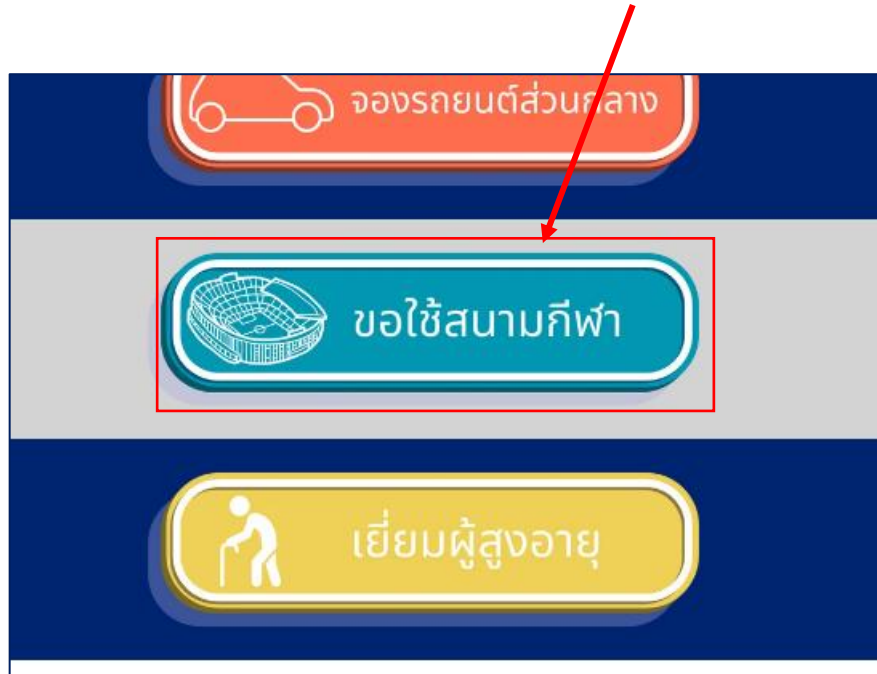 จองรถยนต์ส่วนกลาง
ขอใช้สนามกีฬา
เยี่ยมผู้สูงอายุ